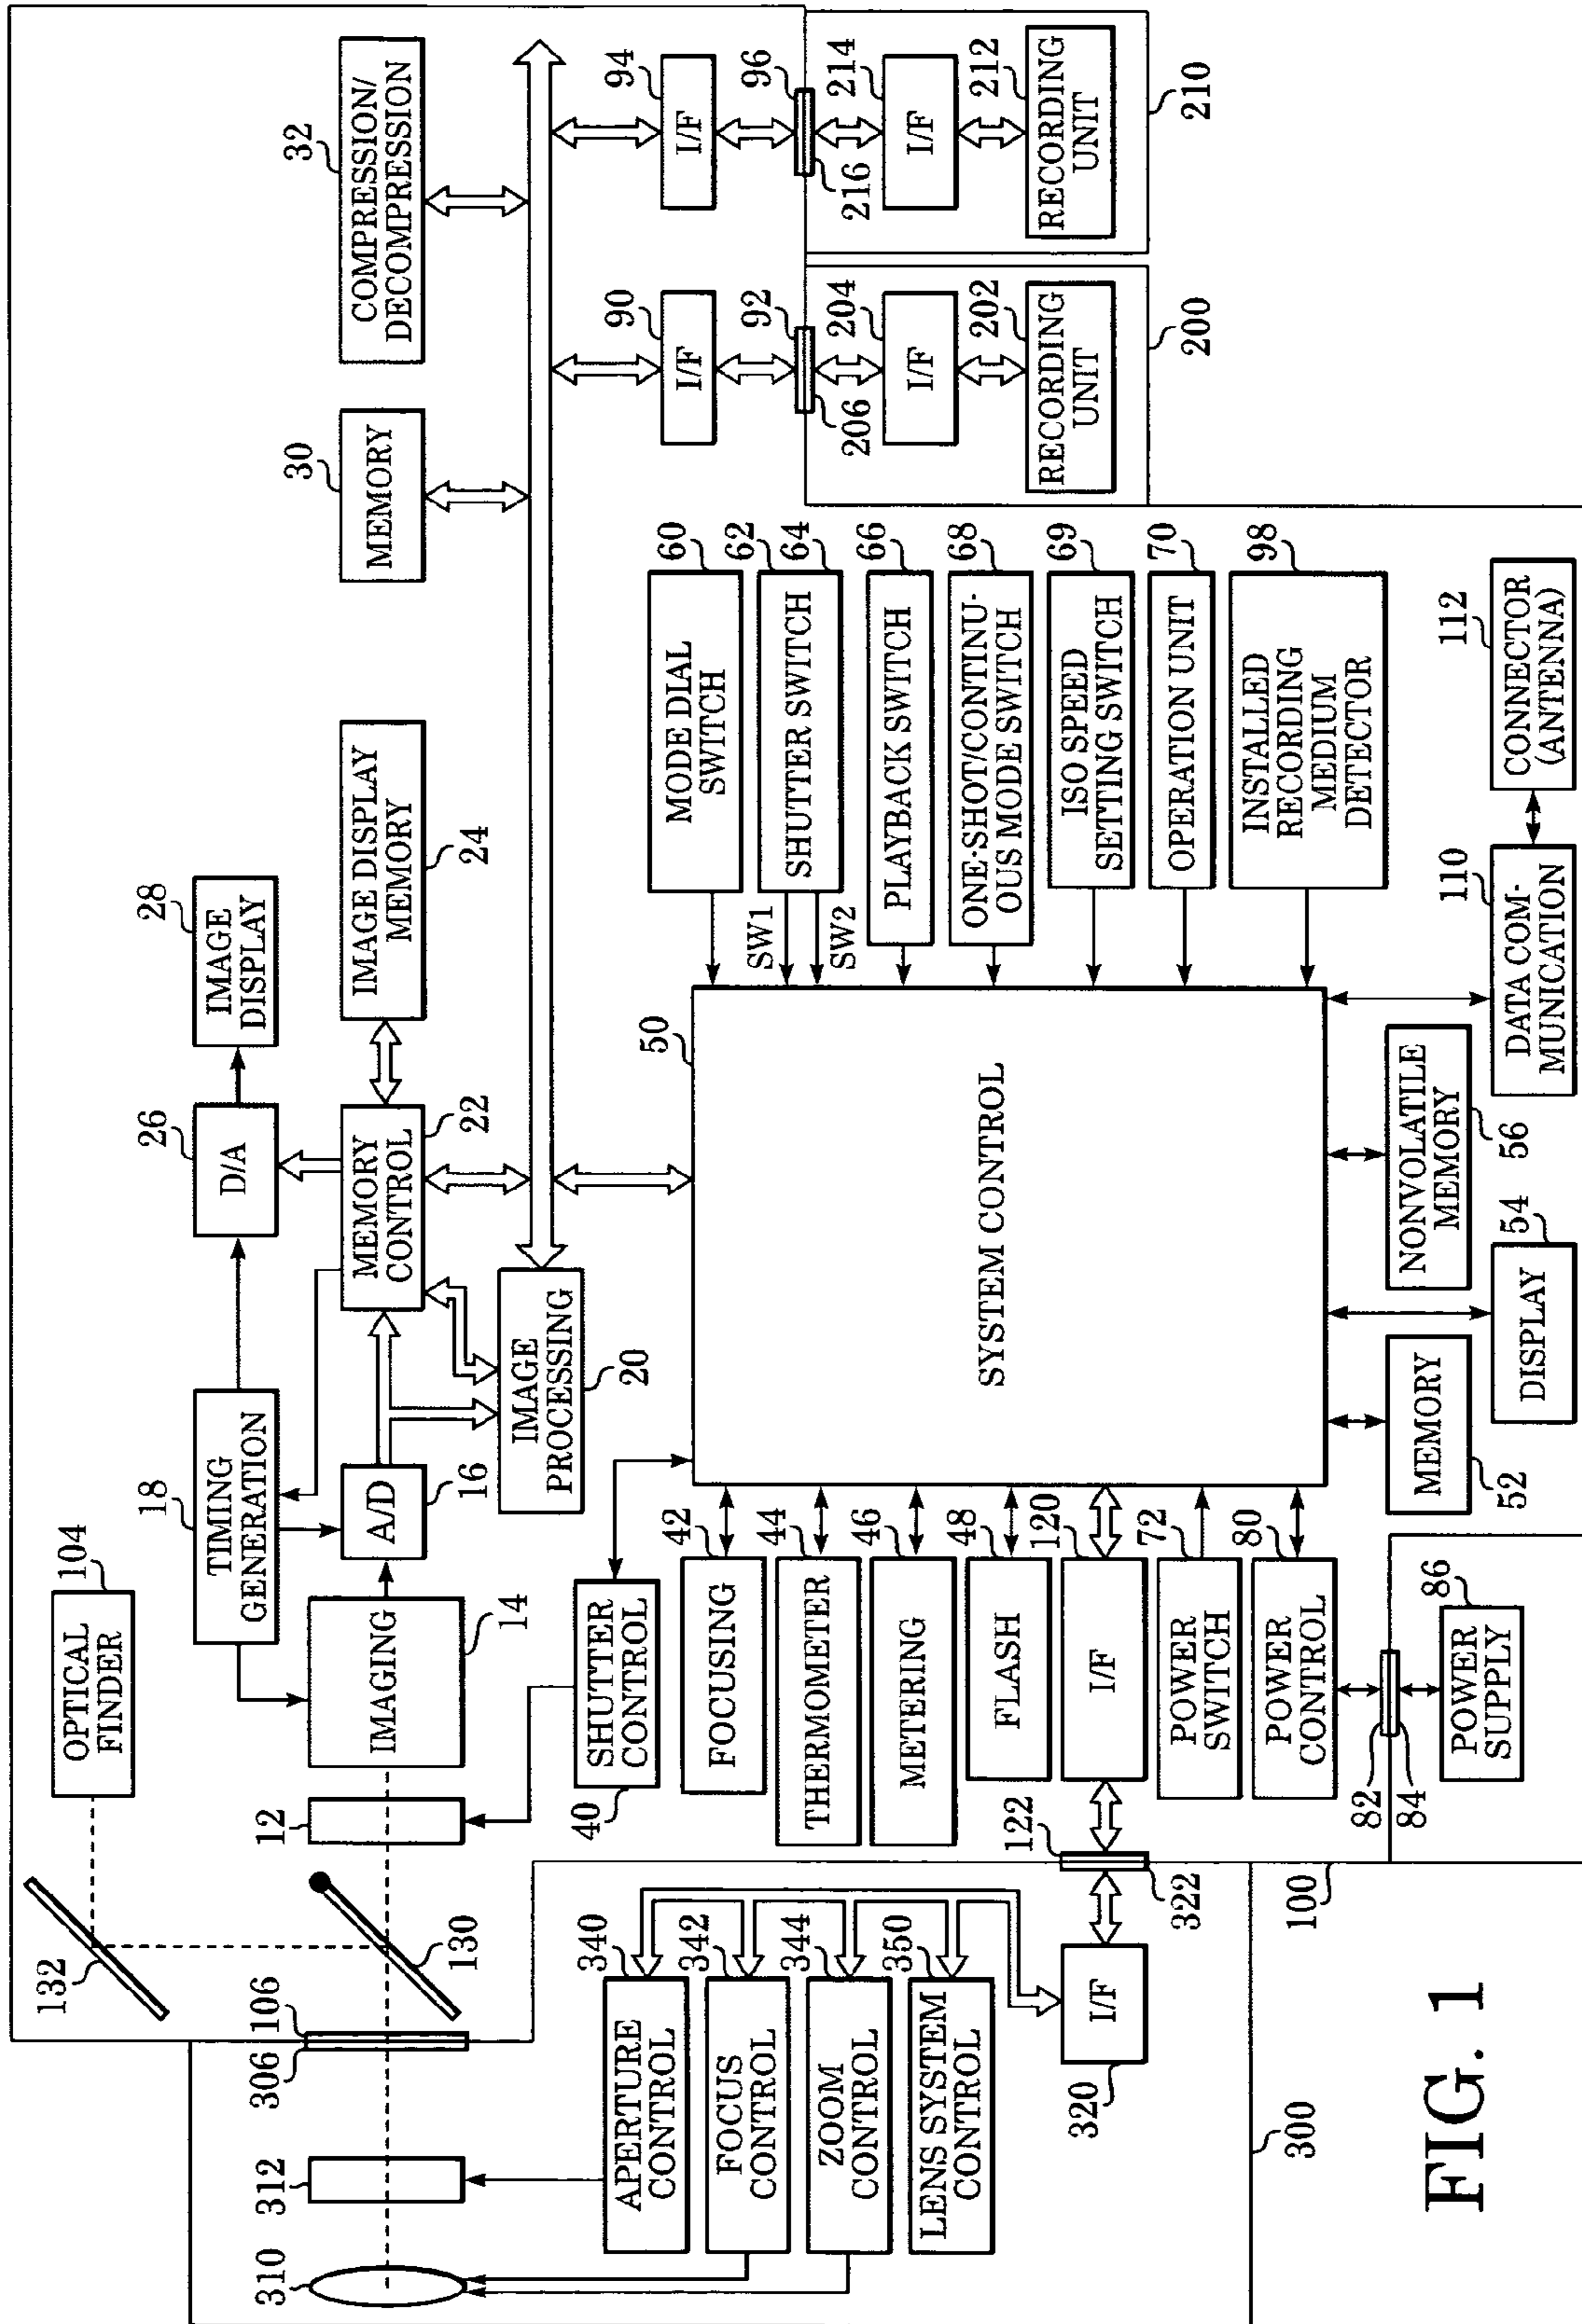 104
OPTICAL
FINDER
132
130
106
306
312
310
12
14
IMAGING
18
TIMING
GENERATION
A/D
16
26
D/A
28
IMAGE
DISPLAY
MEMORY
CONTROL
22
IMAGE DISPLAY
MEMORY
24
IMAGE
PROCESSING
20
30
MEMORY
32
COMPRESSION/
DECOMPRESSION
SHUTTER
CONTROL
40
340
APERTURE
CONTROL
342
FOCUS
CONTROL
344
ZOOM
CONTROL
350
LENS SYSTEM
CONTROL
I/F
320
322
122
300
100
42
FOCUSING
44
THERMOMETER
46
METERING
48
FLASH
120
I/F
72
POWER
SWITCH
80
POWER
CONTROL
82
84
86
POWER
SUPPLY
50
SYSTEM CONTROL
MEMORY
52
DISPLAY
54
NONVOLATILE
MEMORY
56
DATA COM-
MUNICATION
110
CONNECTOR
(ANTENNA)
112
60
MODE DIAL
SWITCH
62
64
SHUTTER SWITCH
SW1
SW2
66
PLAYBACK SWITCH
68
ONE-SHOT/CONTINU-
OUS MODE SWITCH
69
ISO SPEED
SETTING SWITCH
70
OPERATION UNIT
98
INSTALLED
RECORDING
MEDIUM
DETECTOR
90
I/F
92
206
204
I/F
202
RECORDING
UNIT
200
94
I/F
96
216
214
I/F
212
RECORDING
UNIT
210
FIG. 1